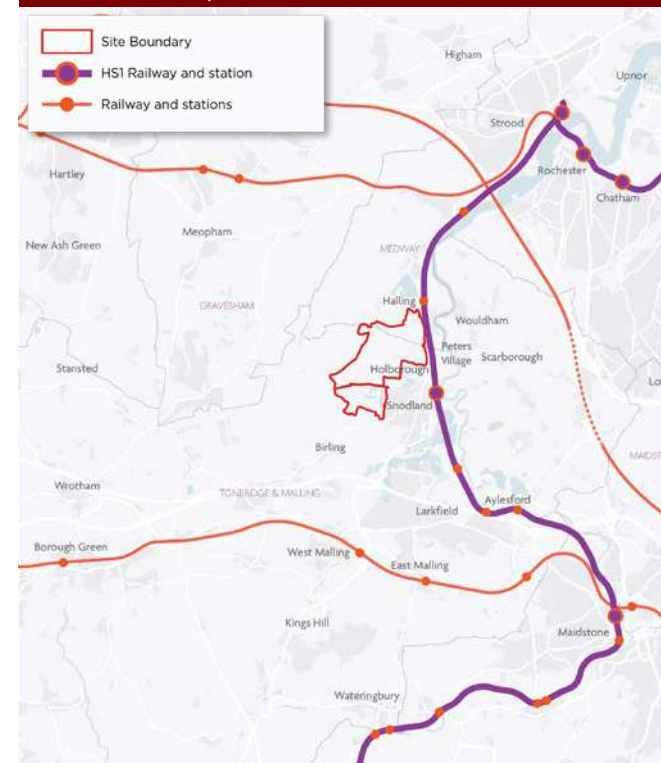 Site Boundary
HS1 Railway and station
Railway and stations
Higham
Upnor
Strood
Rochester
Hartley
Chatham
Meopham
New Ash Green
MEDWAY
Halling
GRAVESHAM
Wouldham
Peters
Village
Scarborough
Stansted
Holborough
Snodland
Birling
Wrotham
TONBRIDGE & MALLING
Aylesford
Larkfield
Borough Green
West Malling
East Malling
Kings Hill
Maidstone
Wateringbury